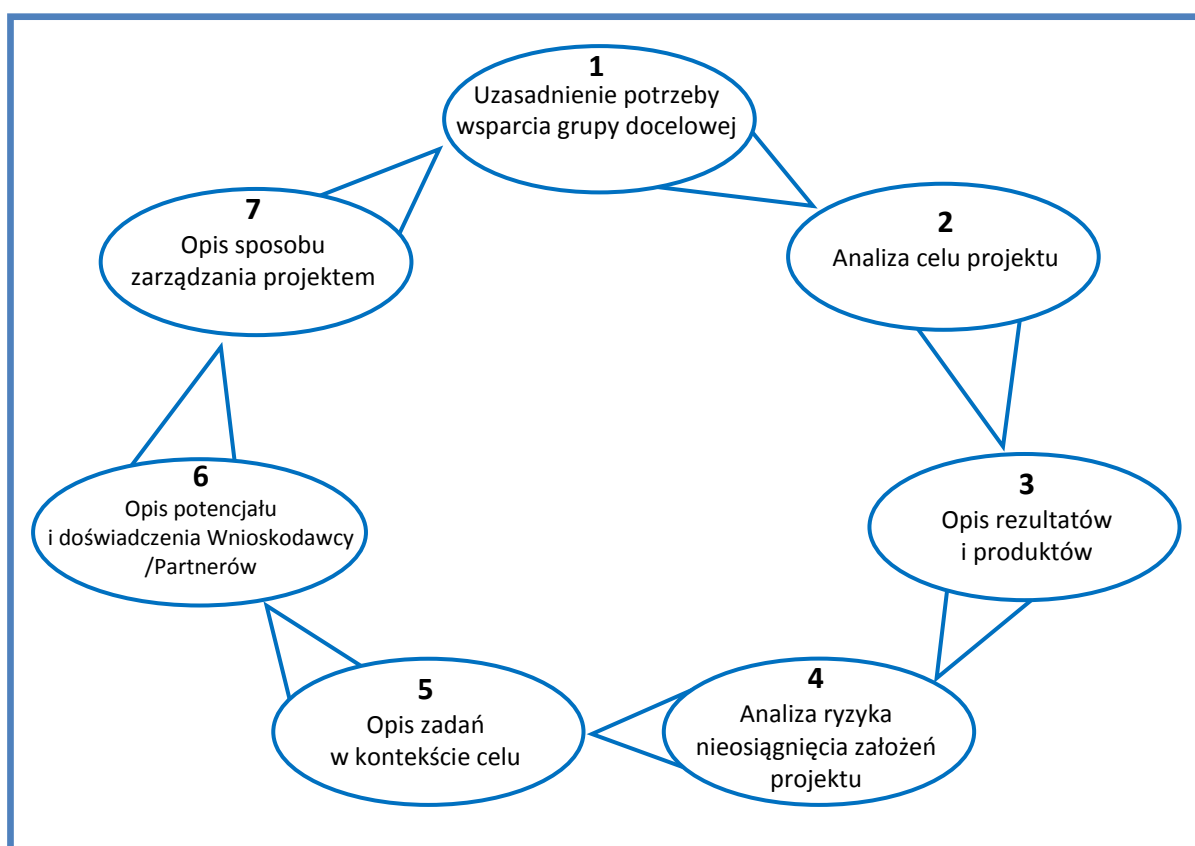 1
Uzasadnienie potrzeby
wsparcia grupy docelowej
2
Analiza celu projektu
3
Opis rezultatów
i produktów
4
Analiza ryzyka
nieosiągnięcia założeń
projektu
5
Opis zadań
w kontekście celu
6
Opis potencjału
i doświadczenia Wnioskodawcy
/Partnerów
7
Opis sposobu
zarządzania projektem